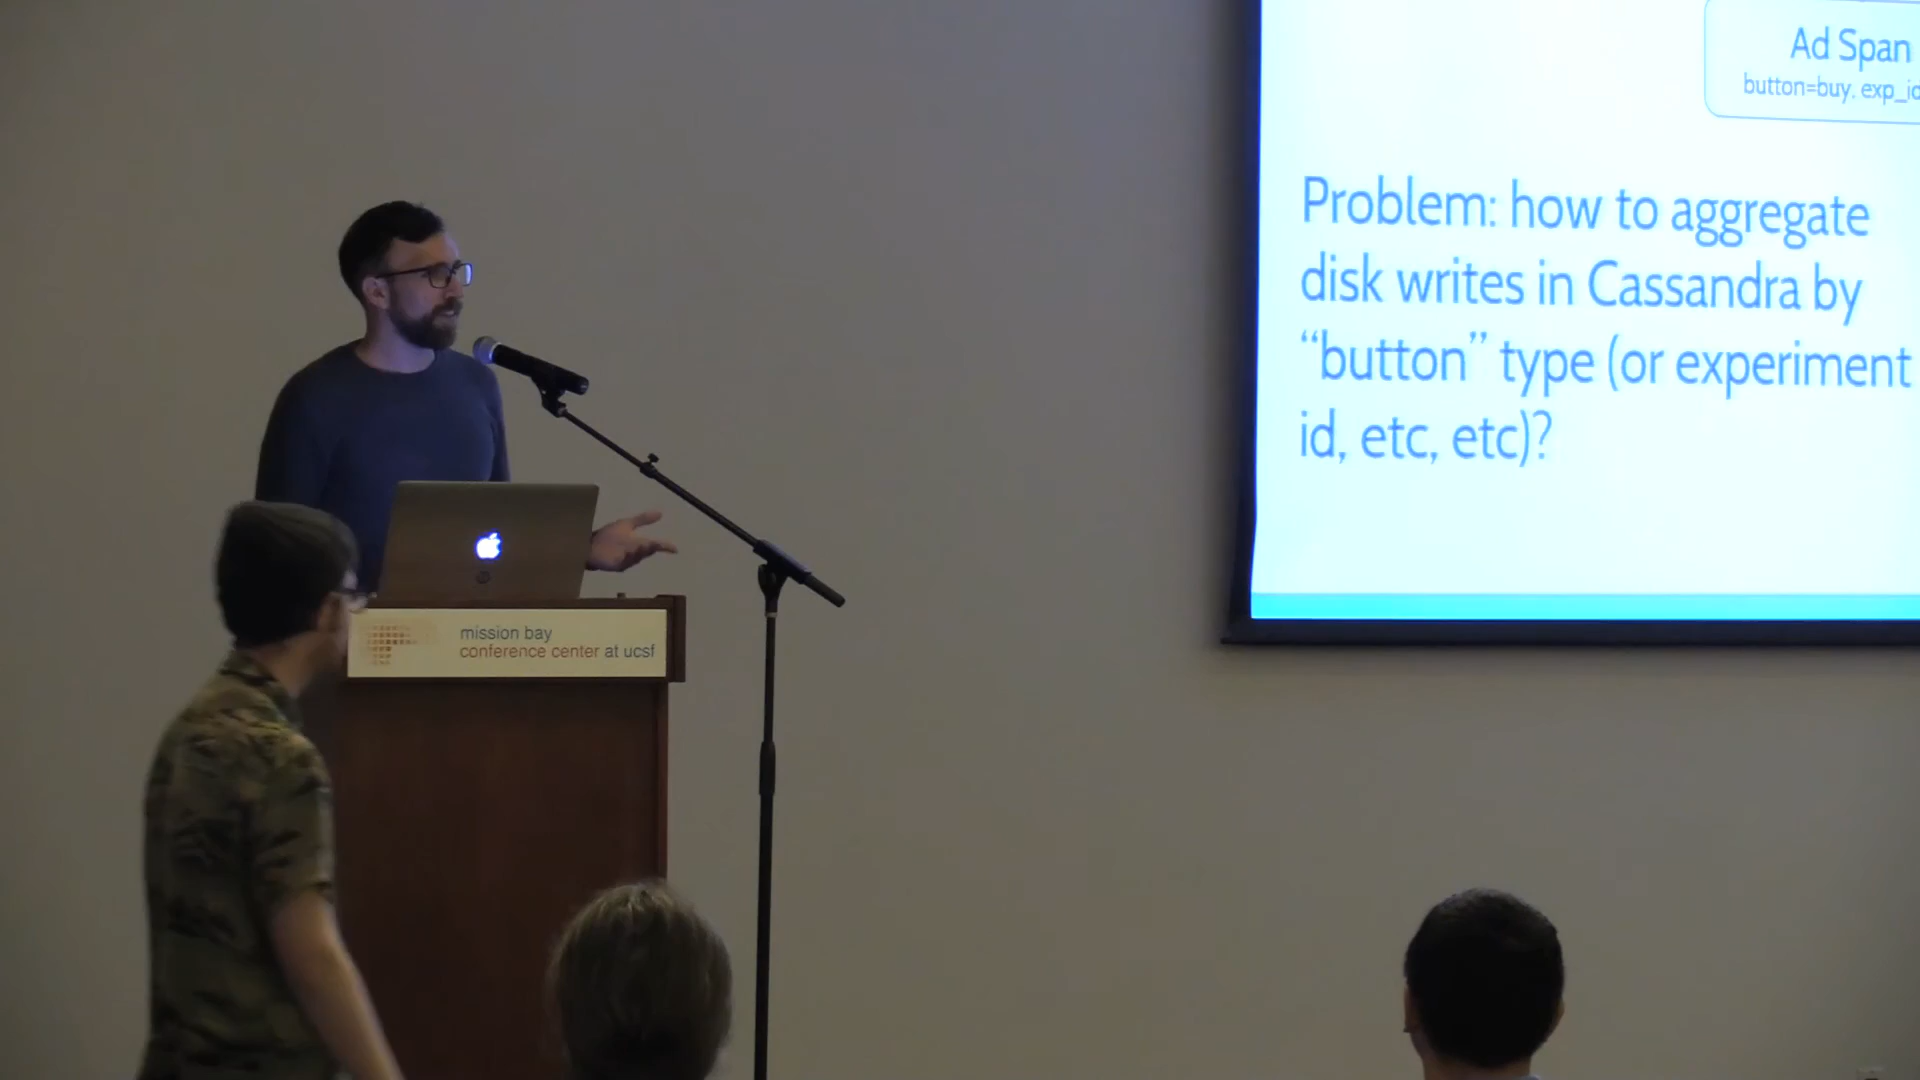 Ad Span
button=buy, exp_id
Problem: how to aggregate
disk writes in Cassandra by
“button” type (or experiment
id, etc, etc)?
mission bay
conference center at ucsf